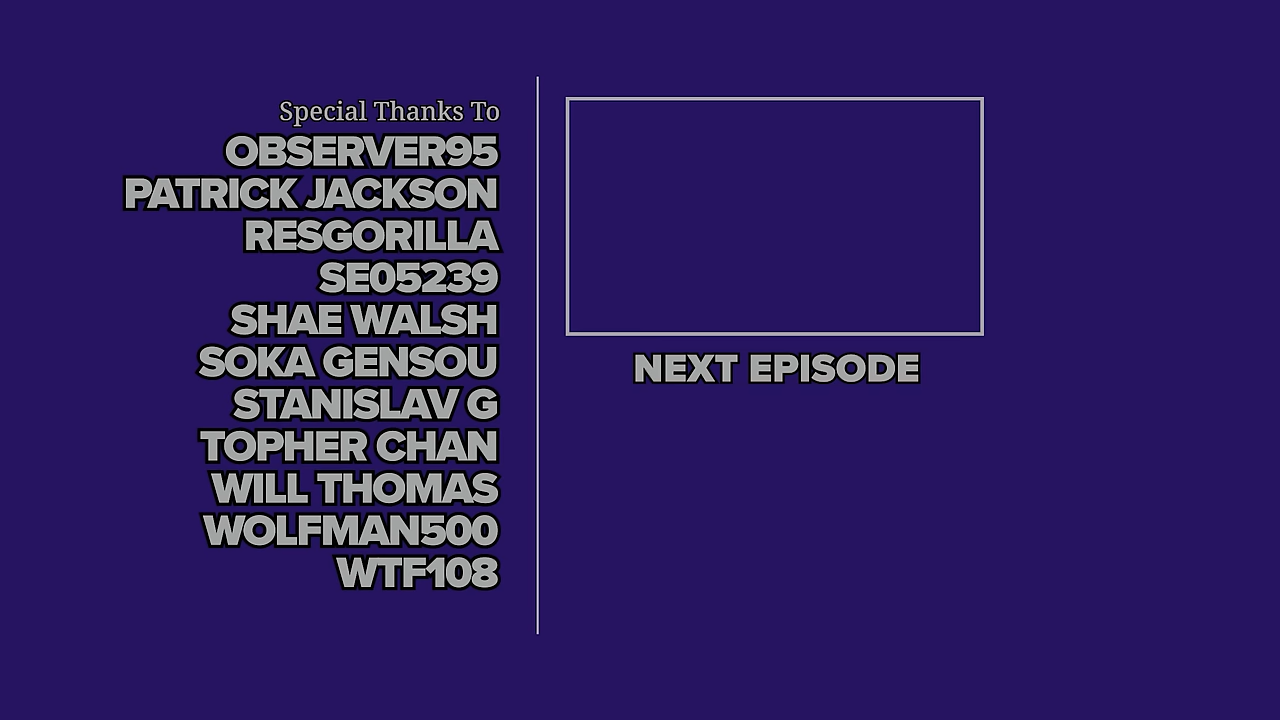 Special Thanks To
OBSERVER95
PATRICK JACKSON
RESGORILLA
SE05239
SHAE WALSH
SOKA GENSOU
STANISLAV G
TOPHER CHAN
WILL THOMAS
WOLFMAN500
WTF108
NEXT EPISODE